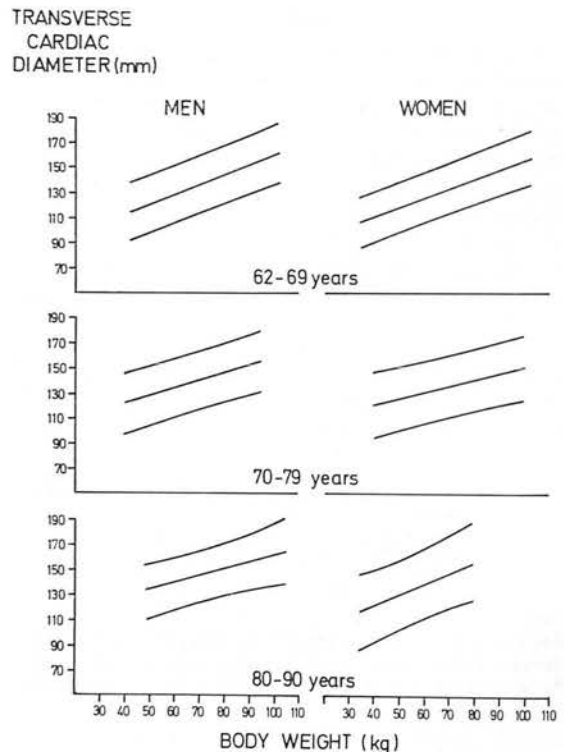 TRANSVERSE
CARDIAC
DIAMETER (mm)
MEN WOMEN
190
170
150
130
110
90
70
62-69 years
190
170
150
130
110
90
70
70-79 years
190
170
150
130
110
90
70
80-90 years
30 40 50 60 70 80 90 100 110 30 40 50 60 70 80 90 100 110
BODY WEIGHT (kg)